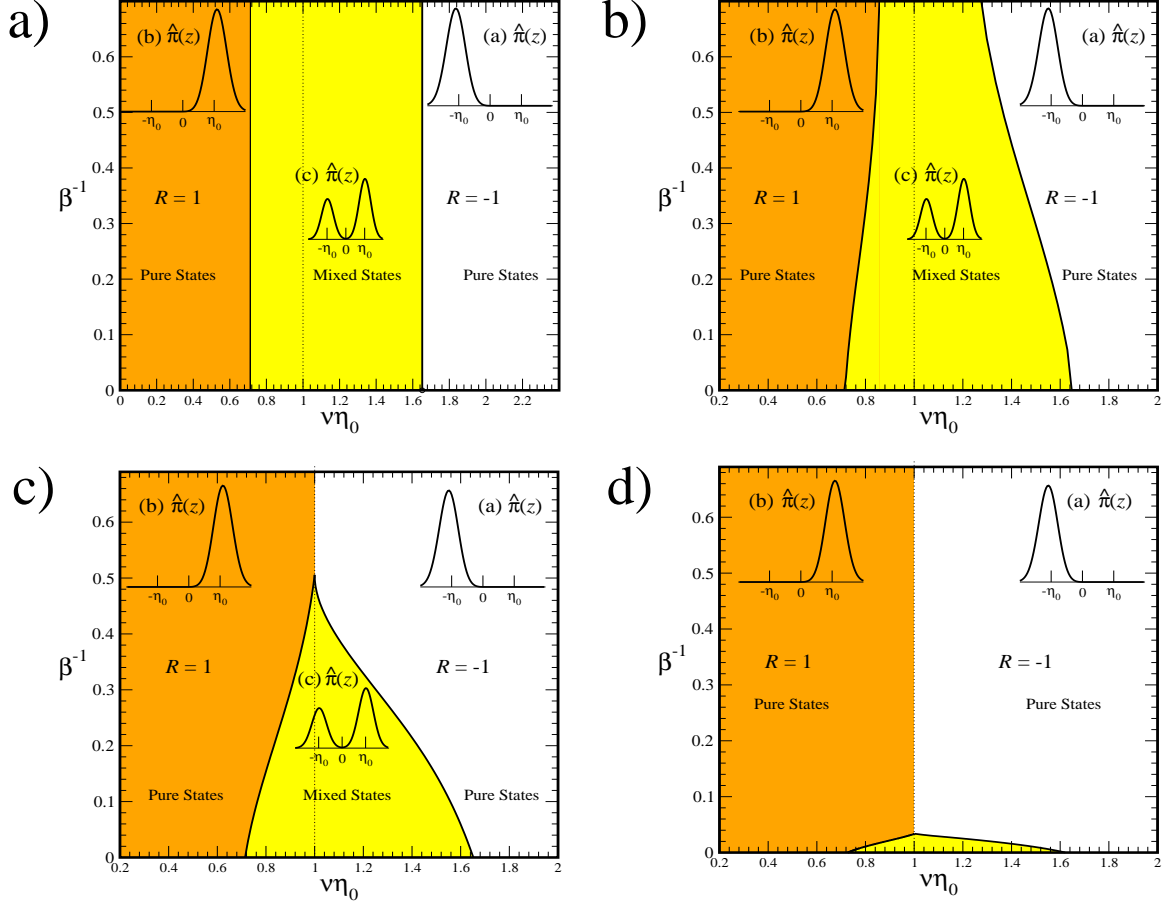 a)
(b) π̂(z)
-η₀ 0 η₀
(a) π̂(z)
-η₀ 0 η₀
(c) π̂(z)
-η₀ 0 η₀
R = 1
R = -1
Pure States
Mixed States
Pure States
β⁻¹
0.6
0.5
0.4
0.3
0.2
0.1
0
0 0.2 0.4 0.6 0.8 1 1.2 1.4 1.6 1.8 2 2.2
νη₀
b)
(b) π̂(z)
-η₀ 0 η₀
(a) π̂(z)
-η₀ 0 η₀
(c) π̂(z)
-η₀ 0 η₀
R = 1
R = -1
Pure States
Mixed States
Pure States
β⁻¹
0.6
0.5
0.4
0.3
0.2
0.1
0
0.2 0.4 0.6 0.8 1 1.2 1.4 1.6 1.8 2
νη₀
c)
(b) π̂(z)
-η₀ 0 η₀
(a) π̂(z)
-η₀ 0 η₀
R = 1
R = -1
(c) π̂(z)
-η₀ 0 η₀
Pure States
Mixed States
Pure States
β⁻¹
0.6
0.5
0.4
0.3
0.2
0.1
0
0.2 0.4 0.6 0.8 1 1.2 1.4 1.6 1.8 2
νη₀
d)
(b) π̂(z)
-η₀ 0 η₀
(a) π̂(z)
-η₀ 0 η₀
R = 1
R = -1
Pure States
Pure States
β⁻¹
0.6
0.5
0.4
0.3
0.2
0.1
0
0.2 0.4 0.6 0.8 1 1.2 1.4 1.6 1.8 2
νη₀